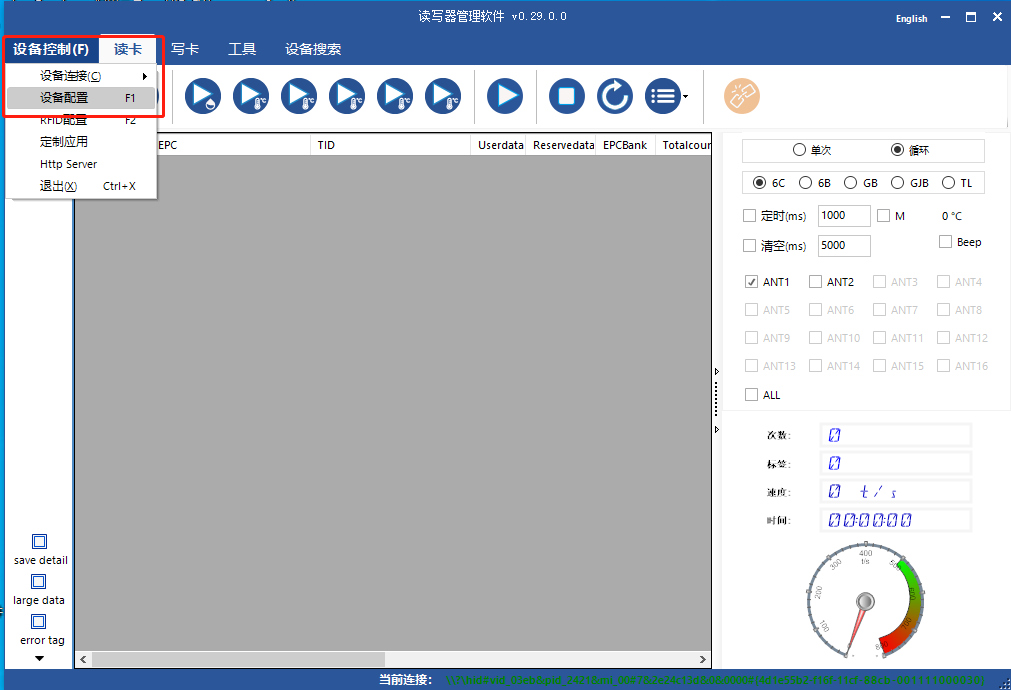 读写器管理软件 v0.29.0.0
English
设备控制(F) 读卡 写卡 工具 设备搜索
设备连接(C)
设备配置 F1
RFID配置 F2
定制应用
Http Server
退出(X) Ctrl+X
EPC TID Userdata Reservedata EPCBank Totalcour
单次 循环
6C 6B GB GJB TL
定时(ms) 1000 M 0 ℃
清空(ms) 5000 Beep
ANT1 ANT2 ANT3 ANT4
ANT5 ANT6 ANT7 ANT8
ANT9 ANT10 ANT11 ANT12
ANT13 ANT14 ANT15 ANT16
ALL
次数: 0
标签: 0
速度: 0 t/s
时间: 00:00:00
400
t/s
300
200
100
save detail
large data
error tag
当前连接: